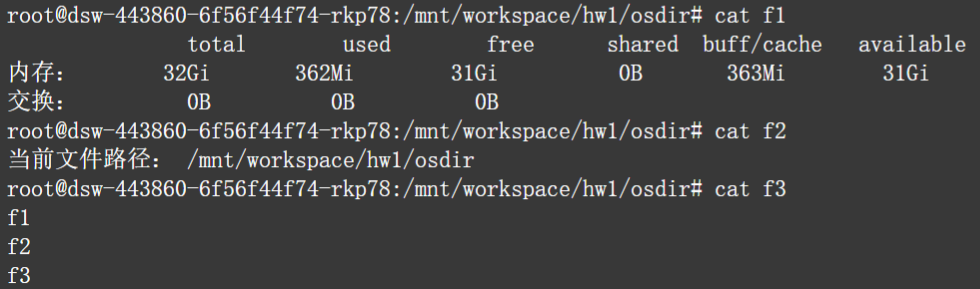 root@dsw-443860-6f56f44f74-rkp78:/mnt/workspace/hw1/osdir# cat f1
total used free shared buff/cache available
内存： 32Gi 362Mi 31Gi 0B 363Mi 31Gi
交换： 0B 0B 0B
root@dsw-443860-6f56f44f74-rkp78:/mnt/workspace/hw1/osdir# cat f2
当前文件路径： /mnt/workspace/hw1/osdir
root@dsw-443860-6f56f44f74-rkp78:/mnt/workspace/hw1/osdir# cat f3
f1
f2
f3